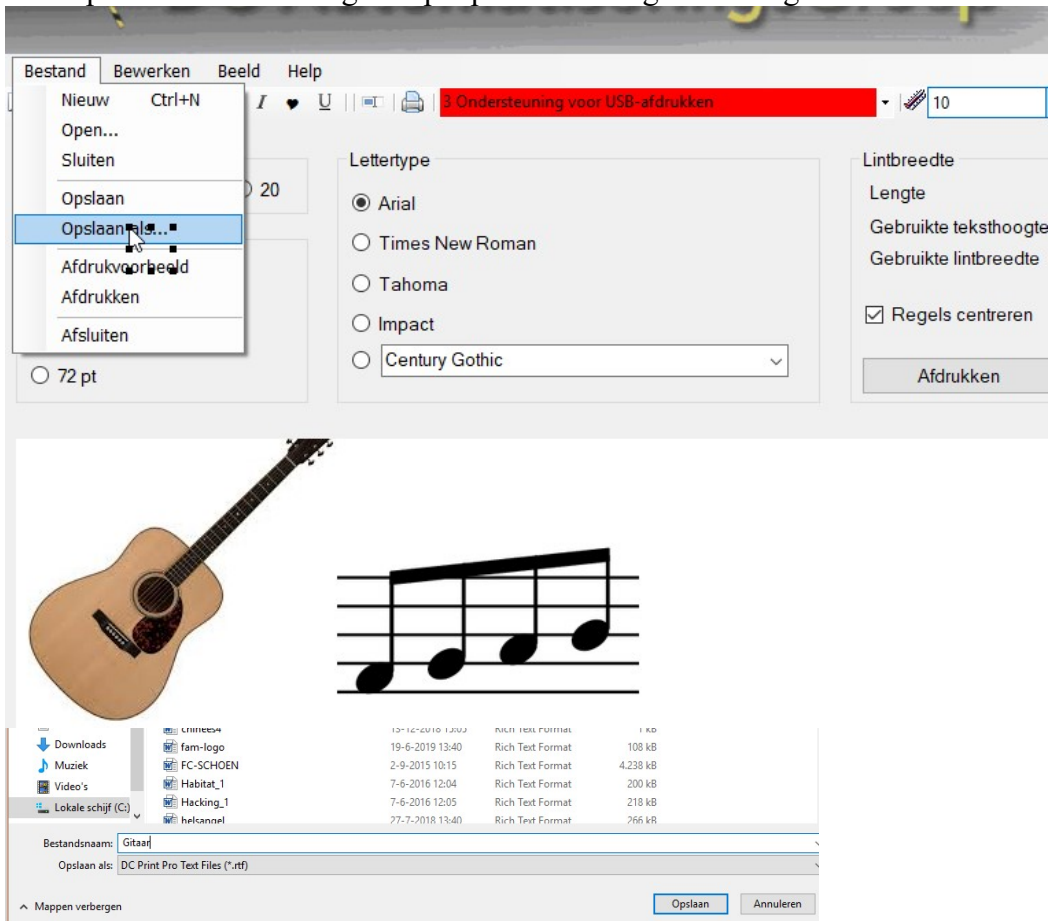 Bestand Bewerken Beeld Help
Nieuw Ctrl+N
I U 3 Ondersteuning voor USB-afdrukken 10
Open...
Sluiten
Opslaan
Opslaan als...
Afdrukvoorbeeld
Afdrukken
Afsluiten
20
72 pt
Lettertype
Arial
Times New Roman
Tahoma
Impact
Century Gothic
Lintbreedte
Lengte
Gebruikte teksthoogte
Gebruikte lintbreedte
Regels centreren
Afdrukken
Downloads fam-logo 19-6-2019 13:40 Rich Text Format 108 kB
Muziek FC-SCHOEN 2-9-2015 10:15 Rich Text Format 4.238 kB
Video's Habitat_1 7-6-2016 12:04 Rich Text Format 200 kB
Lokale schijf (C:) Hacking_1 7-6-2016 12:05 Rich Text Format 218 kB
helsangel 27-7-2018 13:40 Rich Text Format 266 kB
Bestandsnaam: Gitaar
Opslaan als: DC Print Pro Text Files (*.rtf)
Mappen verbergen Opslaan Annuleren